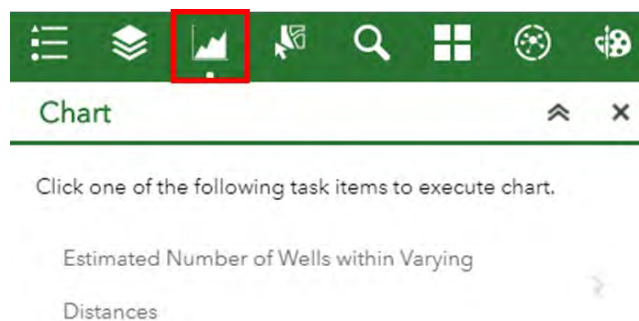 Chart
Click one of the following task items to execute chart.
Estimated Number of Wells within Varying
Distances